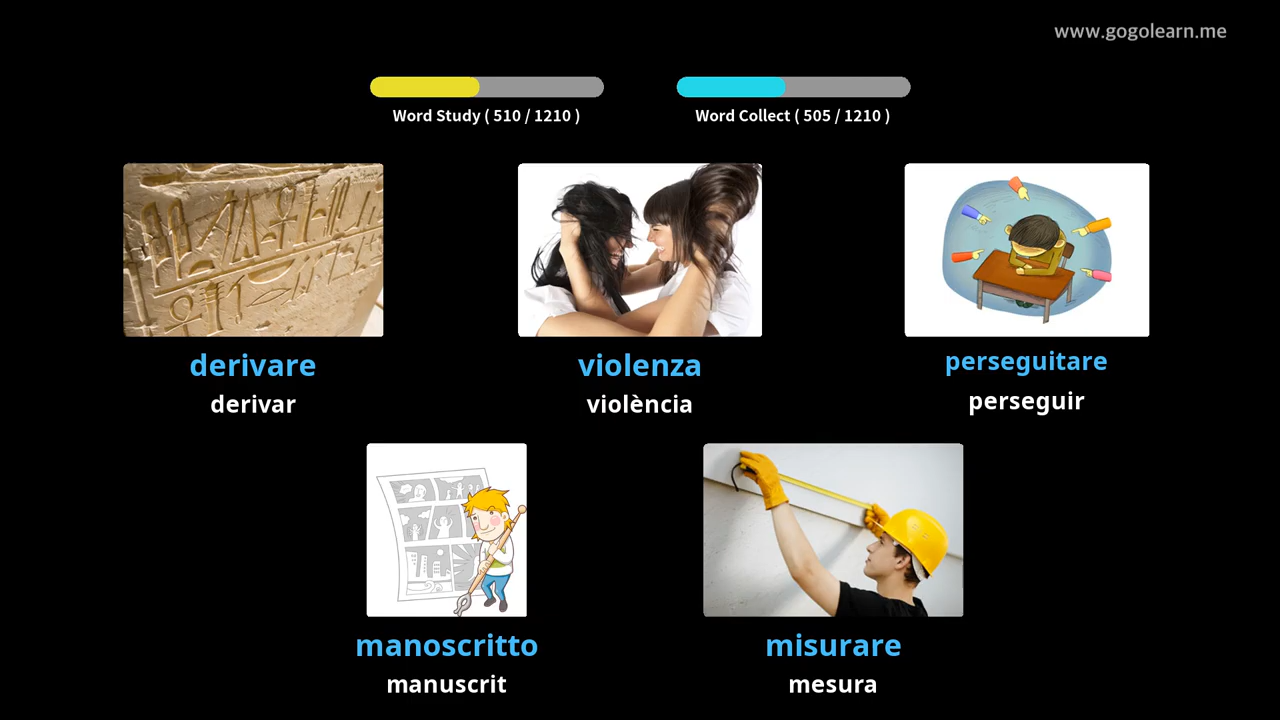 www.gogolearn.me
Word Study ( 510 / 1210 )
Word Collect ( 505 / 1210 )
derivare
derivar
violenza
violència
perseguitare
perseguir
manoscritto
manuscrit
misurare
mesura